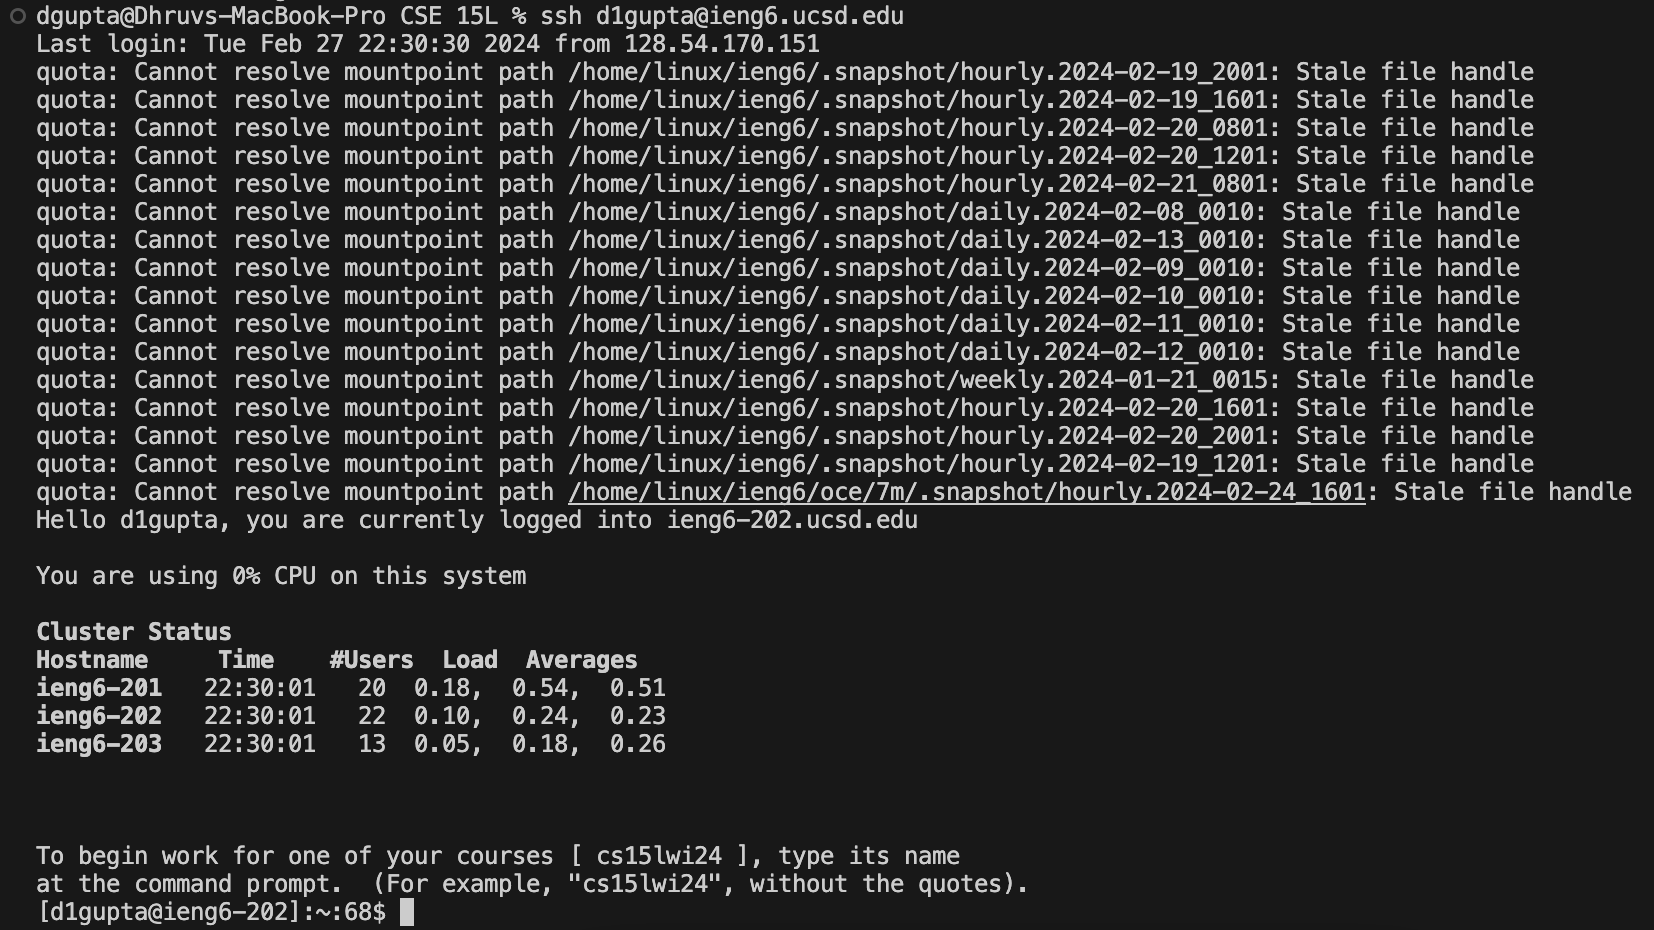 dgupta@Dhruvs-MacBook-Pro CSE 15L % ssh d1gupta@ieng6.ucsd.edu
Last login: Tue Feb 27 22:30:30 2024 from 128.54.170.151
quota: Cannot resolve mountpoint path /home/linux/ieng6/.snapshot/hourly.2024-02-19_2001: Stale file handle
quota: Cannot resolve mountpoint path /home/linux/ieng6/.snapshot/hourly.2024-02-19_1601: Stale file handle
quota: Cannot resolve mountpoint path /home/linux/ieng6/.snapshot/hourly.2024-02-20_0801: Stale file handle
quota: Cannot resolve mountpoint path /home/linux/ieng6/.snapshot/hourly.2024-02-20_1201: Stale file handle
quota: Cannot resolve mountpoint path /home/linux/ieng6/.snapshot/hourly.2024-02-21_0801: Stale file handle
quota: Cannot resolve mountpoint path /home/linux/ieng6/.snapshot/daily.2024-02-08_0010: Stale file handle
quota: Cannot resolve mountpoint path /home/linux/ieng6/.snapshot/daily.2024-02-13_0010: Stale file handle
quota: Cannot resolve mountpoint path /home/linux/ieng6/.snapshot/daily.2024-02-09_0010: Stale file handle
quota: Cannot resolve mountpoint path /home/linux/ieng6/.snapshot/daily.2024-02-10_0010: Stale file handle
quota: Cannot resolve mountpoint path /home/linux/ieng6/.snapshot/daily.2024-02-11_0010: Stale file handle
quota: Cannot resolve mountpoint path /home/linux/ieng6/.snapshot/daily.2024-02-12_0010: Stale file handle
quota: Cannot resolve mountpoint path /home/linux/ieng6/.snapshot/weekly.2024-01-21_0015: Stale file handle
quota: Cannot resolve mountpoint path /home/linux/ieng6/.snapshot/hourly.2024-02-20_1601: Stale file handle
quota: Cannot resolve mountpoint path /home/linux/ieng6/.snapshot/hourly.2024-02-20_2001: Stale file handle
quota: Cannot resolve mountpoint path /home/linux/ieng6/.snapshot/hourly.2024-02-19_1201: Stale file handle
quota: Cannot resolve mountpoint path /home/linux/ieng6/oce/7m/.snapshot/hourly.2024-02-24_1601: Stale file handle
Hello d1gupta, you are currently logged into ieng6-202.ucsd.edu
You are using 0% CPU on this system
Cluster Status
Hostname     Time    #Users  Load  Averages
ieng6-201   22:30:01   20  0.18,  0.54,  0.51
ieng6-202   22:30:01   22  0.10,  0.24,  0.23
ieng6-203   22:30:01   13  0.05,  0.18,  0.26
To begin work for one of your courses [ cs15lwi24 ], type its name
at the command prompt.  (For example, "cs15lwi24", without the quotes).
[d1gupta@ieng6-202]:~:68$